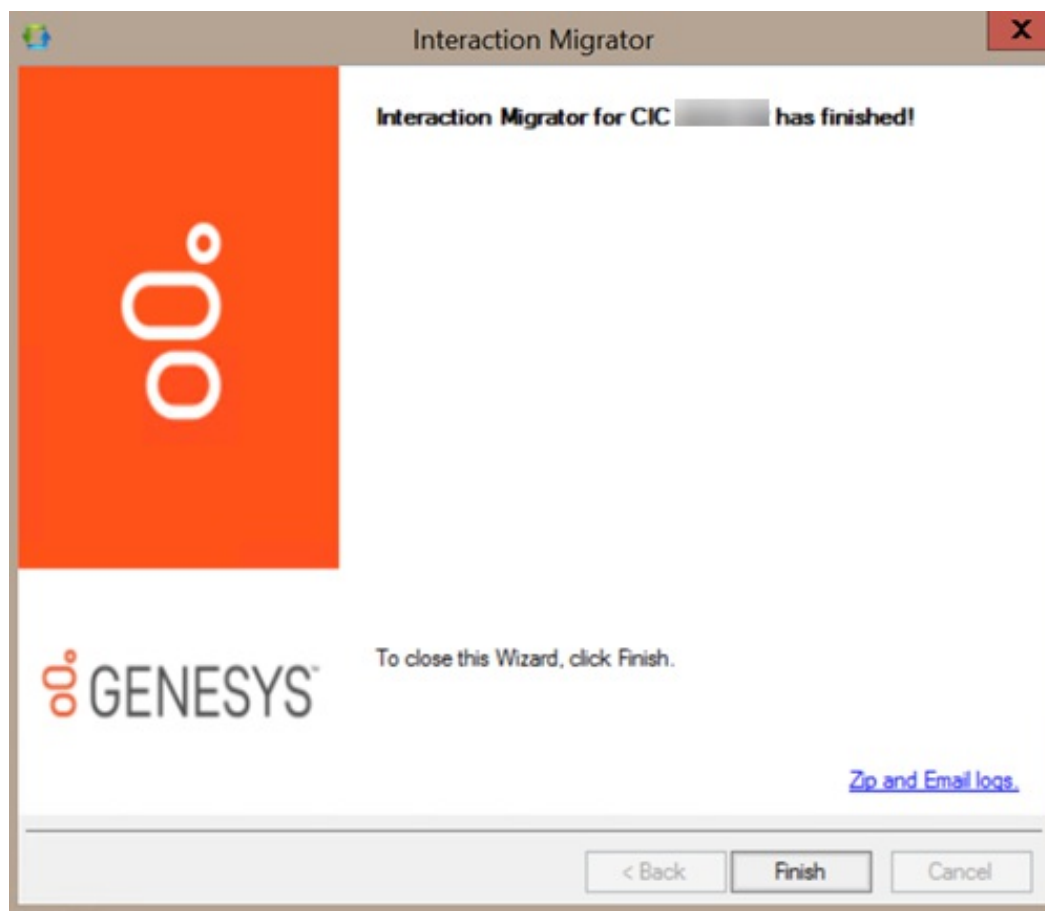 Interaction Migrator
X
Interaction Migrator for CIC has finished!
To close this Wizard, click Finish.
GENESYS™
Zip and Email logs.
< Back
Finish
Cancel